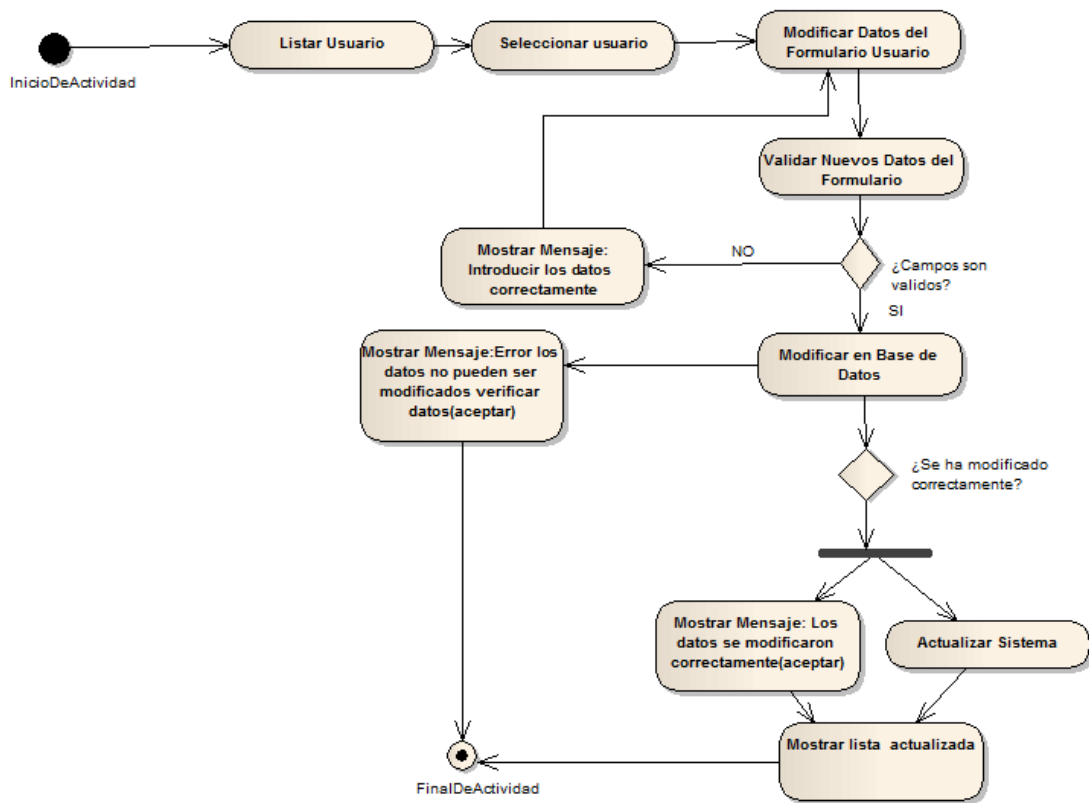 Listar Usuario
Seleccionar usuario
Modificar Datos del
Formulario Usuario
InicioDeActividad
Validar Nuevos Datos del
Formulario
Mostrar Mensaje:
Introducir los datos
correctamente
NO
¿Campos son
validos?
SI
Mostrar Mensaje:Error los
datos no pueden ser
modificados verificar
datos(aceptar)
Modificar en Base de
Datos
¿Se ha modificado
correctamente?
Mostrar Mensaje: Los
datos se modificaron
correctamente(aceptar)
Actualizar Sistema
Mostrar lista actualizada
FinalDeActividad